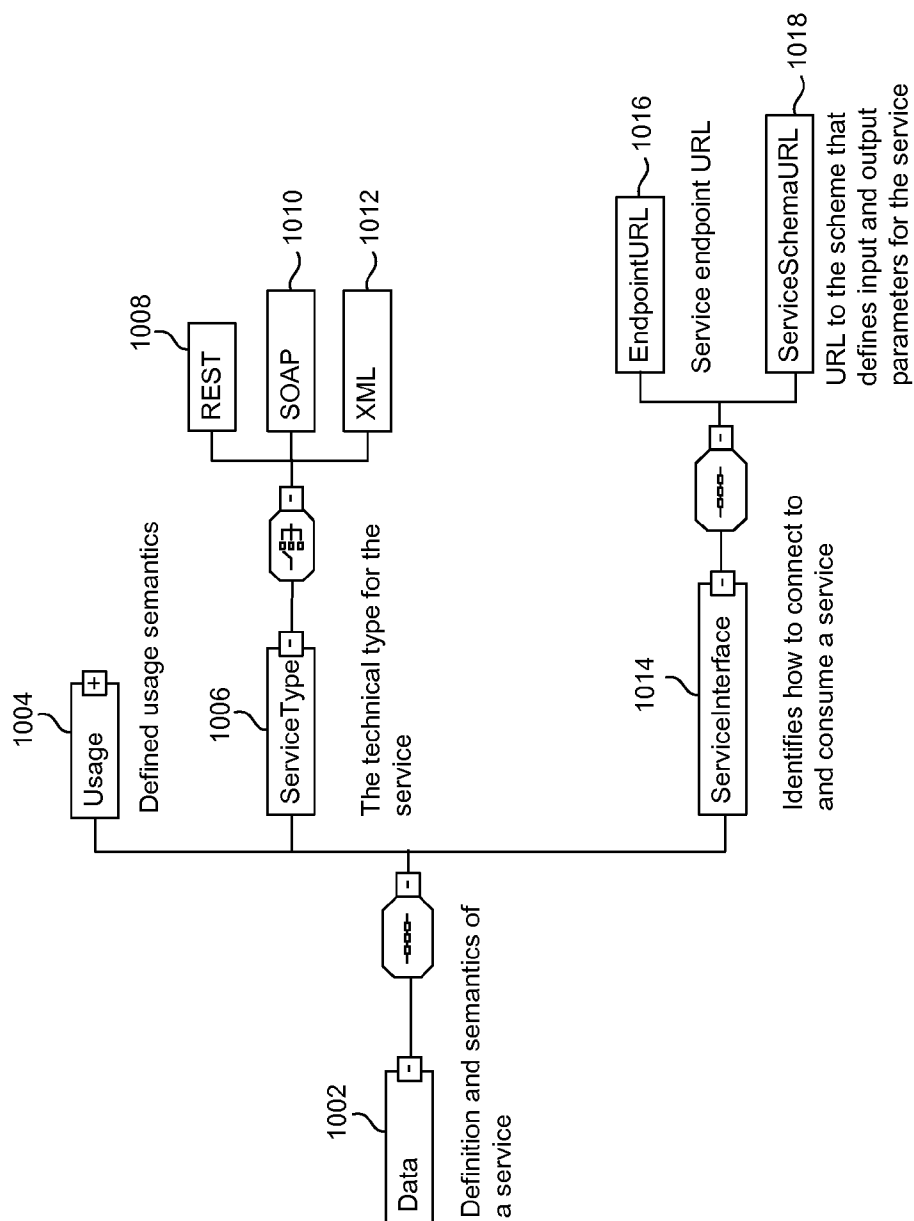 1002
Data
-
Definition and semantics of
a service
-
1004
Usage
+
Defined usage semantics
1006
ServiceType
-
The technical type for the
service
-
1008
REST
1010
SOAP
1012
XML
1014
ServiceInterface
-
Identifies how to connect to
and consume a service
-
1016
EndpointURL
Service endpoint URL
1018
ServiceSchemaURL
URL to the scheme that
defines input and output
parameters for the service